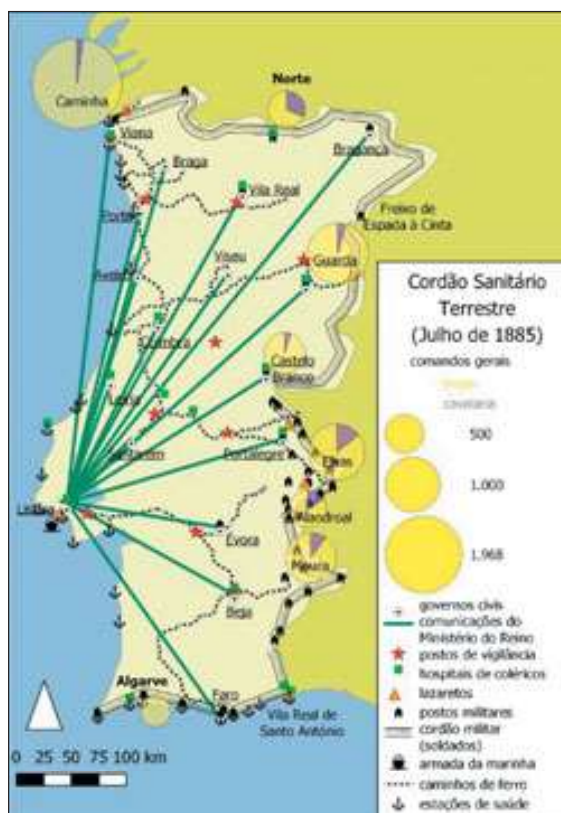 Caminha
Norte
Viana
Braga
Bragança
Vila Real
Porto
Freixo de
Espada à Cinta
Viseu
Guarda
Aveiro
Coimbra
Castelo
Branco
Leiria
Santarém
Portalegre
Elvas
Lisboa
Alandroal
Évora
Moura
Beja
Algarve
Faro
Vila Real de
Santo António
0 25 50 75 100 km
Cordão Sanitário
Terrestre
(Julho de 1885)
comandos gerais
cavalaria
500
1.000
1.968
governos civis
comunicações do
Ministério do Reino
postos de vigilância
hospitais de coléricos
lazaretos
postos militares
cordão militar
(soldados)
armada da marinha
caminhos de ferro
estações de saúde